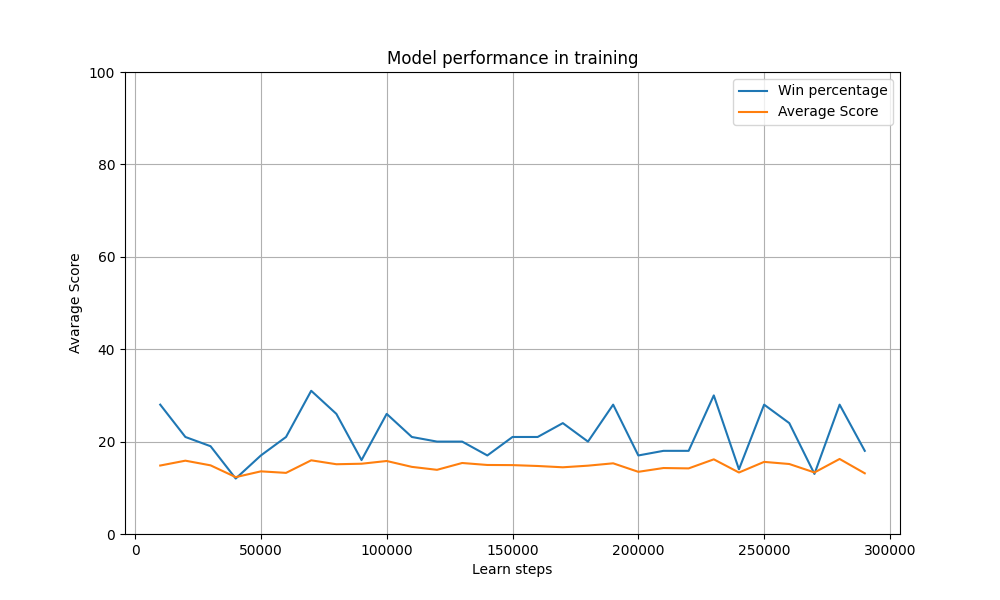 Model performance in training
Win percentage
Average Score
Avarage Score
100
80
60
40
20
0
0 50000 100000 150000 200000 250000 300000
Learn steps